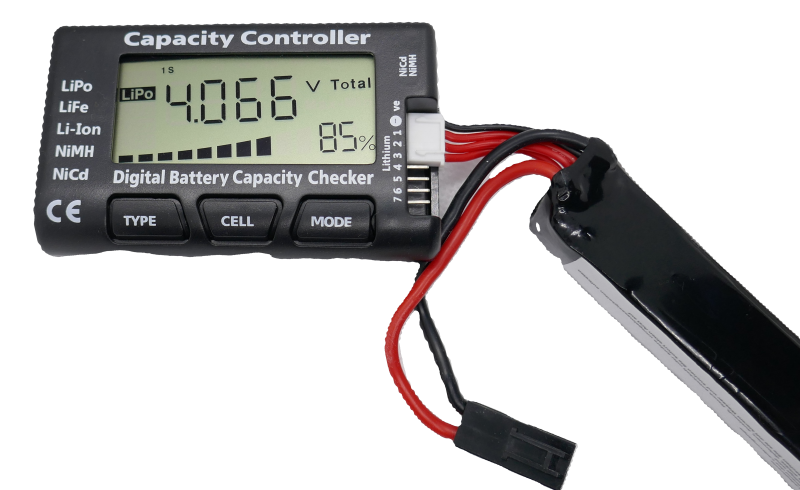 Capacity Controller
NiCd
NiMH
LiPo
LiFe
Li-Ion
NiMH
NiCd
1S
LiPo 4.066 V Total
85%
Lithium
7 6 5 4 3 2 1 - ve
Digital Battery Capacity Checker
CE
TYPE
CELL
MODE